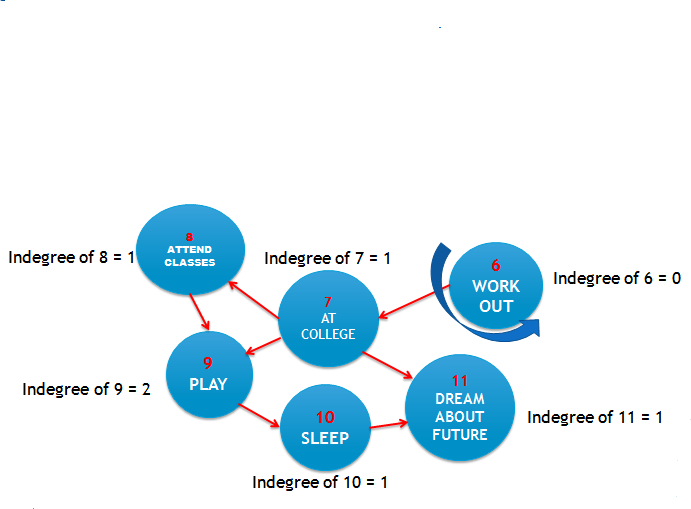 8
ATTEND
CLASSES
Indegree of 8 = 1
Indegree of 7 = 1
7
AT
COLLEGE
6
WORK
OUT
Indegree of 6 = 0
9
PLAY
Indegree of 9 = 2
10
SLEEP
Indegree of 10 = 1
11
DREAM
ABOUT
FUTURE
Indegree of 11 = 1